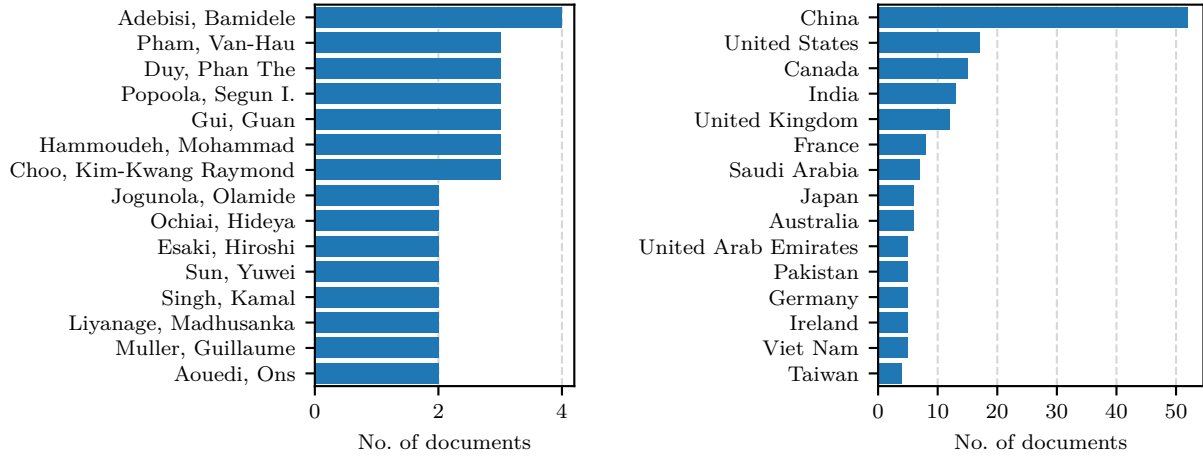 Adebisi, Bamidele
Pham, Van-Hau
Duy, Phan The
Popoola, Segun I.
Gui, Guan
Hammoudeh, Mohammad
Choo, Kim-Kwang Raymond
Jogunola, Olamide
Ochiai, Hideya
Esaki, Hiroshi
Sun, Yuwei
Singh, Kamal
Liyanage, Madhusanka
Muller, Guillaume
Aouedi, Ons
0 2 4
No. of documents
China
United States
Canada
India
United Kingdom
France
Saudi Arabia
Japan
Australia
United Arab Emirates
Pakistan
Germany
Ireland
Viet Nam
Taiwan
0 10 20 30 40 50
No. of documents